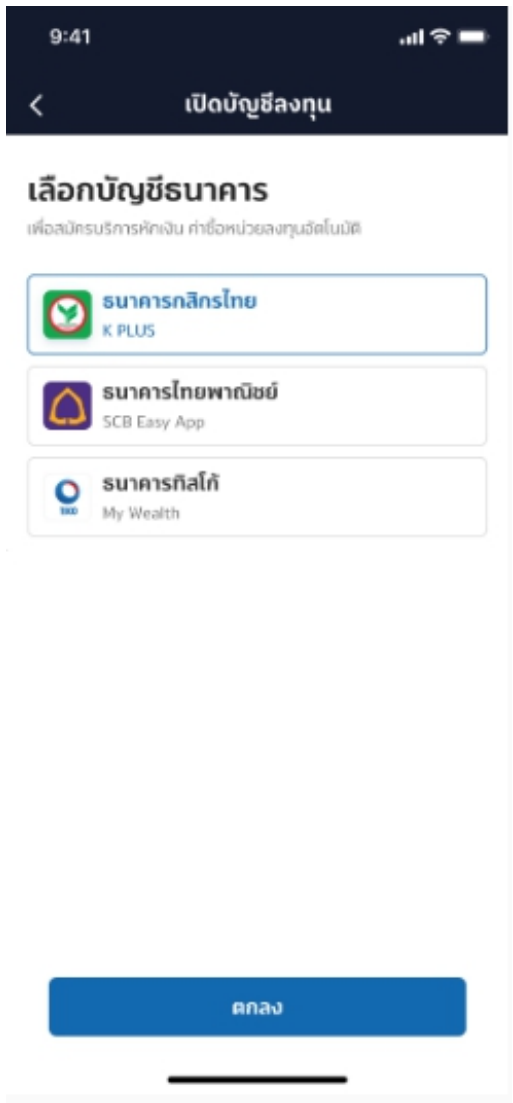 9:41
เปิดบัญชีลงทุน
เลือกบัญชีธนาคาร
เพื่อสมัครบริการหักเงิน ค่าซื้อหน่วยลงทุนอัตโนมัติ
ธนาคารกสิกรไทย
K PLUS
ธนาคารไทยพาณิชย์
SCB Easy App
ธนาคารทิสโก้
My Wealth
TISCO
ตกลง